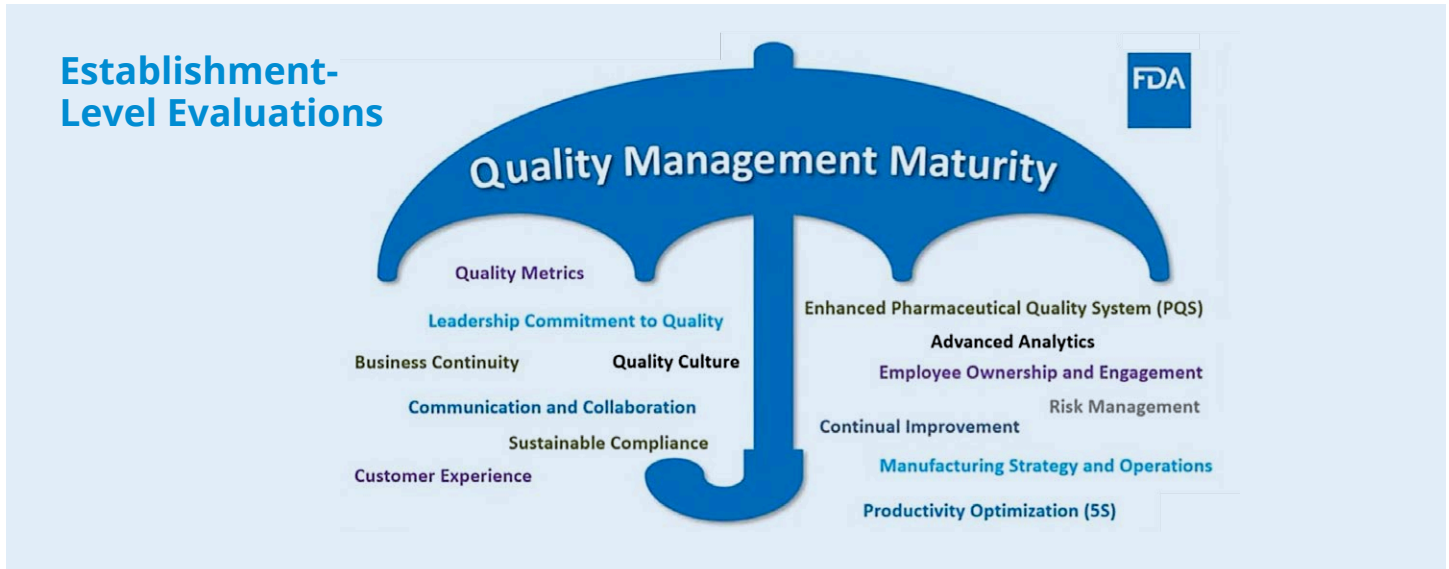 Establishment-
Level Evaluations
FDA
Quality Management Maturity
Quality Metrics
Leadership Commitment to Quality
Business Continuity
Quality Culture
Communication and Collaboration
Sustainable Compliance
Customer Experience
Enhanced Pharmaceutical Quality System (PQS)
Advanced Analytics
Employee Ownership and Engagement
Risk Management
Continual Improvement
Manufacturing Strategy and Operations
Productivity Optimization (5S)